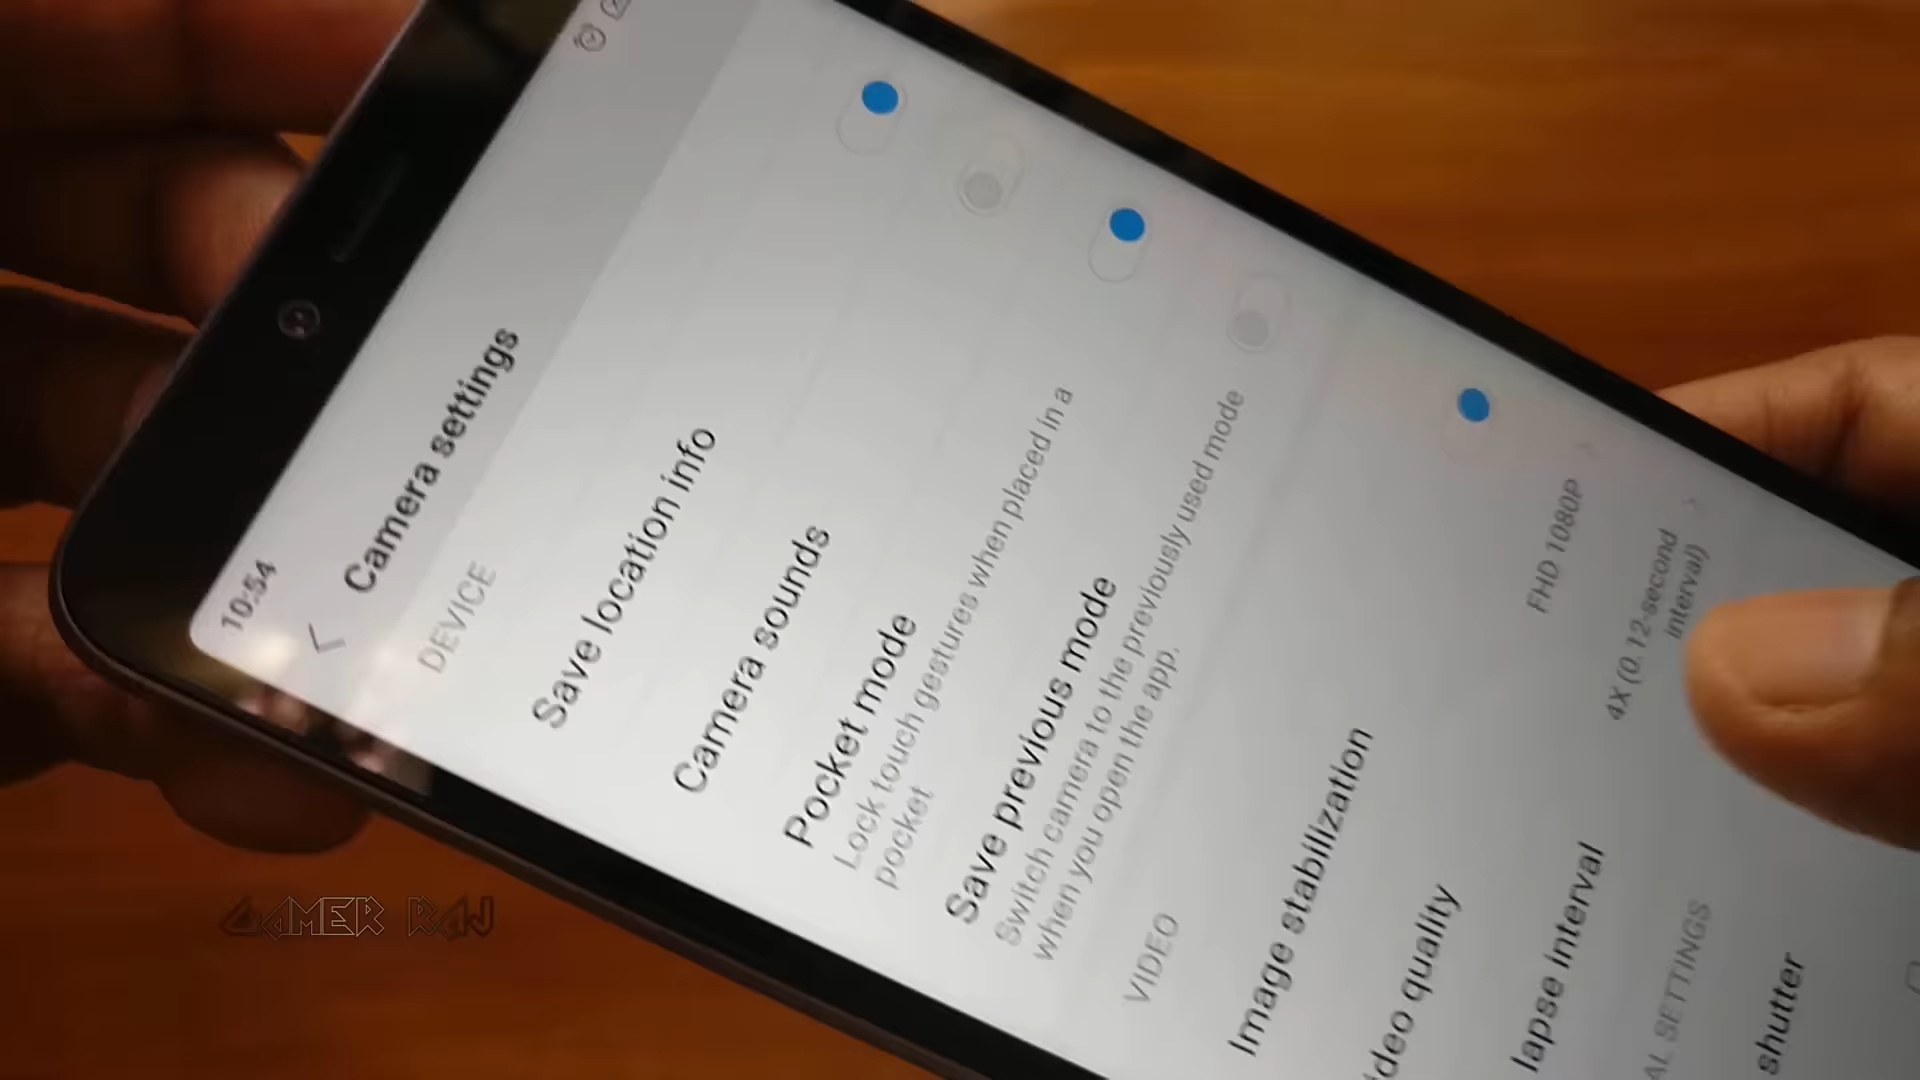 10:54
Camera settings
DEVICE
Save location info
Camera sounds
Pocket mode
Lock touch gestures when placed in a
pocket
Save previous mode
Switch camera to the previously used mode
when you open the app.
VIDEO
Image stabilization
deo quality
FHD 1080P
lapse interval
4X (0.12-second
interval)
AL SETTINGS
shutter
GAMER RAJ